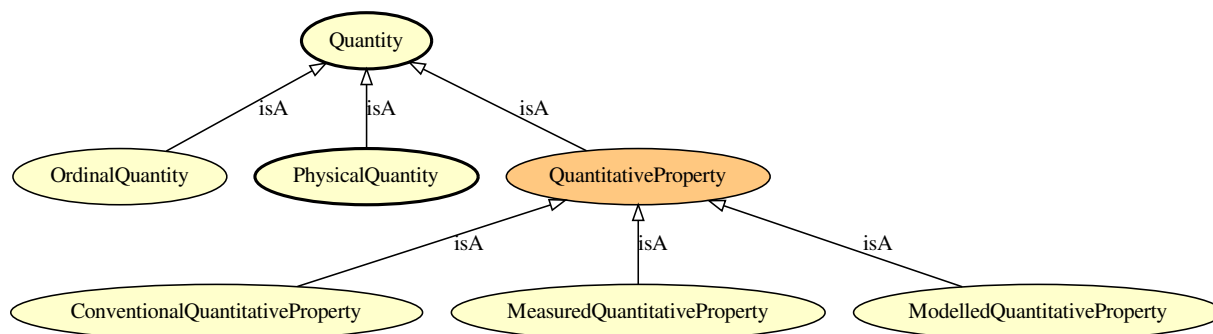 Quantity
isA
isA
isA
OrdinalQuantity
PhysicalQuantity
QuantitativeProperty
isA
isA
isA
ConventionalQuantitativeProperty
MeasuredQuantitativeProperty
ModelledQuantitativeProperty